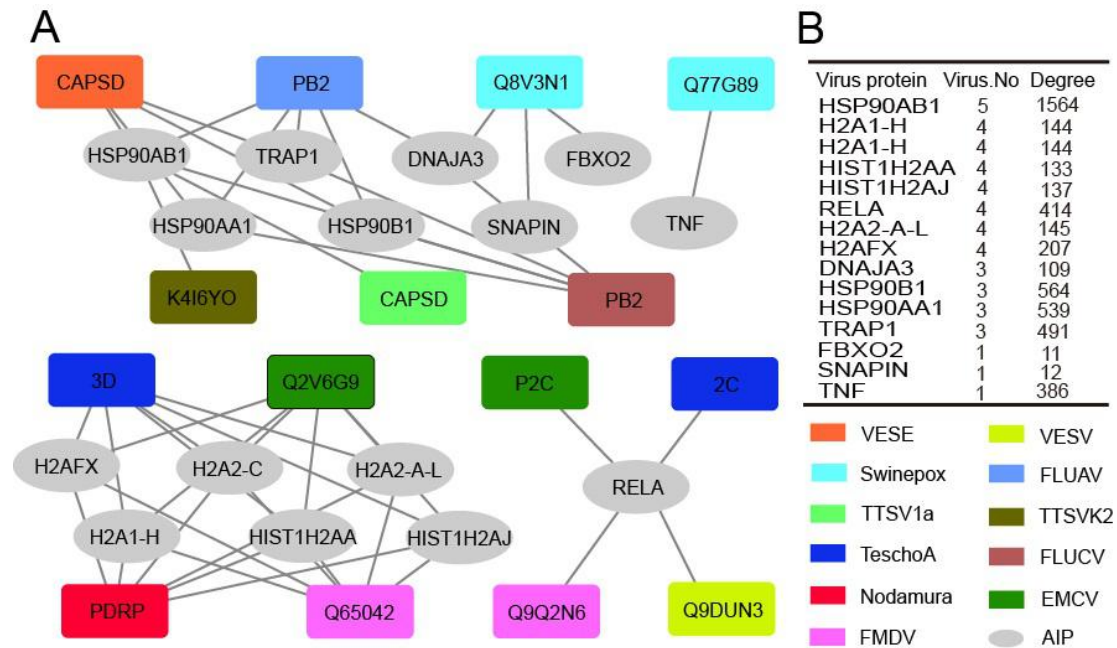 A
CAPSD PB2 Q8V3N1 Q77G89
HSP90AB1 TRAP1 DNAJA3 FBXO2
HSP90AA1 HSP90B1 SNAPIN TNF
K4I6YO CAPSD PB2
3D Q2V6G9 P2C 2C
H2AFX H2A2-C H2A2-A-L RELA
H2A1-H HIST1H2AA HIST1H2AJ
PDRP Q65042 Q9Q2N6 Q9DUN3
B
Virus protein Virus.No Degree
HSP90AB1 5 1564
H2A1-H 4 144
H2A1-H 4 144
HIST1H2AA 4 133
HIST1H2AJ 4 137
RELA 4 414
H2A2-A-L 4 145
H2AFX 4 207
DNAJA3 3 109
HSP90B1 3 564
HSP90AA1 3 539
TRAP1 3 491
FBXO2 1 11
SNAPIN 1 12
TNF 1 386
VESE VESV
Swinepox FLUAV
TTSV1a TTSVK2
TeschoA FLUCV
Nodamura EMCV
FMDV AIP